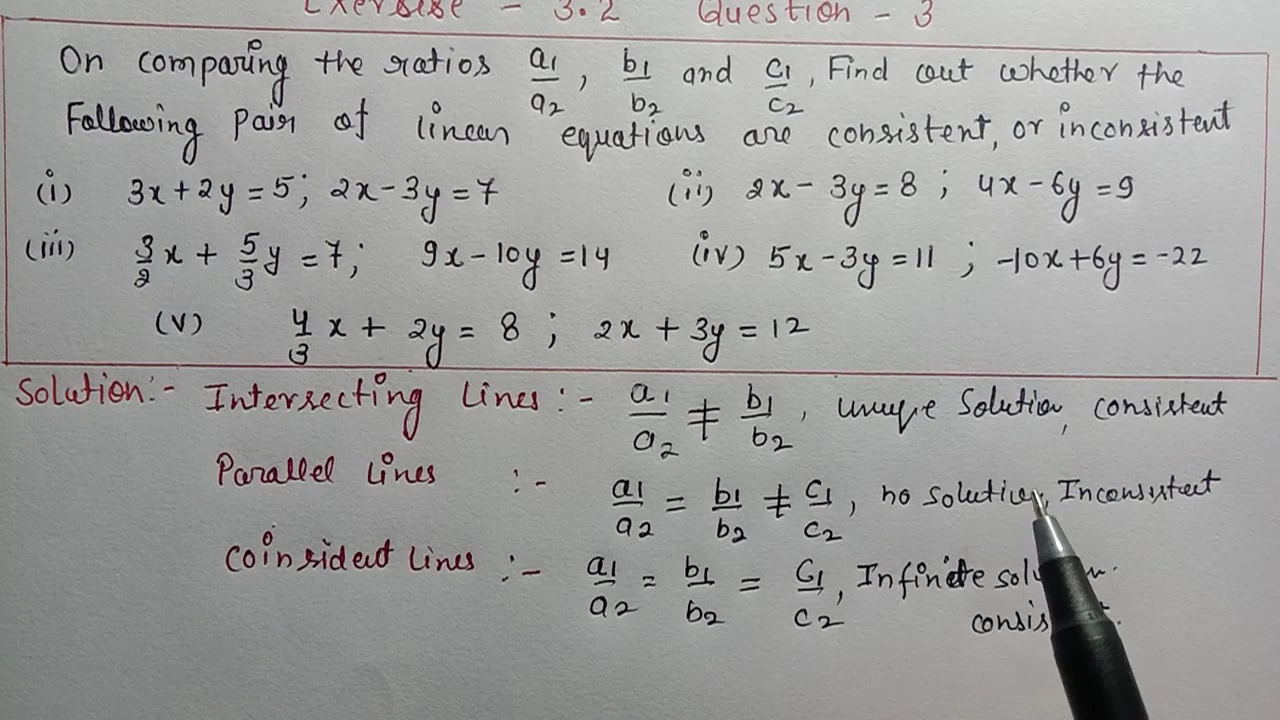 Exersise - 3.2 Question - 3
On comparing the ratios a1/a2, b1/b2 and c1/c2, Find out whether the
Following pair of linear equations are consistent, or inconsistent
(i) 3x + 2y = 5; 2x - 3y = 7 (ii) 2x - 3y = 8 ; 4x - 6y = 9
(iii) 3/2 x + 5/3 y = 7; 9x - 10y = 14 (iv) 5x - 3y = 11 ; -10x + 6y = -22
(v) 4/3 x + 2y = 8 ; 2x + 3y = 12
Solution:- Intersecting Lines :- a1/a2 ≠ b1/b2, unique Solution, consistent
Parallel Lines :- a1/a2 = b1/b2 ≠ c1/c2, no solution, Inconsistent
Coinsident Lines :- a1/a2 = b1/b2 = c1/c2, Infinite